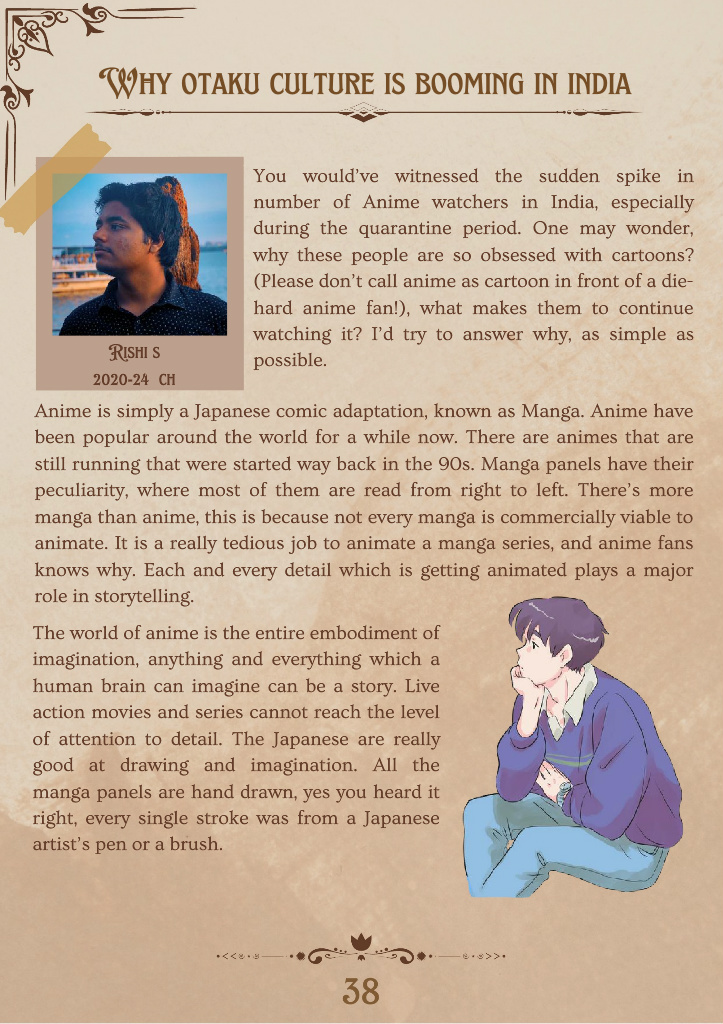 Why otaku culture is booming in india
You would've witnessed the sudden spike in
number of Anime watchers in India, especially
during the quarantine period. One may wonder,
why these people are so obsessed with cartoons?
(Please don't call anime as cartoon in front of a die-
hard anime fan!), what makes them to continue
watching it? I'd try to answer why, as simple as
possible.
Rishi s
2020-24 CH
Anime is simply a Japanese comic adaptation, known as Manga. Anime have
been popular around the world for a while now. There are animes that are
still running that were started way back in the 90s. Manga panels have their
peculiarity, where most of them are read from right to left. There's more
manga than anime, this is because not every manga is commercially viable to
animate. It is a really tedious job to animate a manga series, and anime fans
knows why. Each and every detail which is getting animated plays a major
role in storytelling.
The world of anime is the entire embodiment of
imagination, anything and everything which a
human brain can imagine can be a story. Live
action movies and series cannot reach the level
of attention to detail. The Japanese are really
good at drawing and imagination. All the
manga panels are hand drawn, yes you heard it
right, every single stroke was from a Japanese
artist's pen or a brush.
38